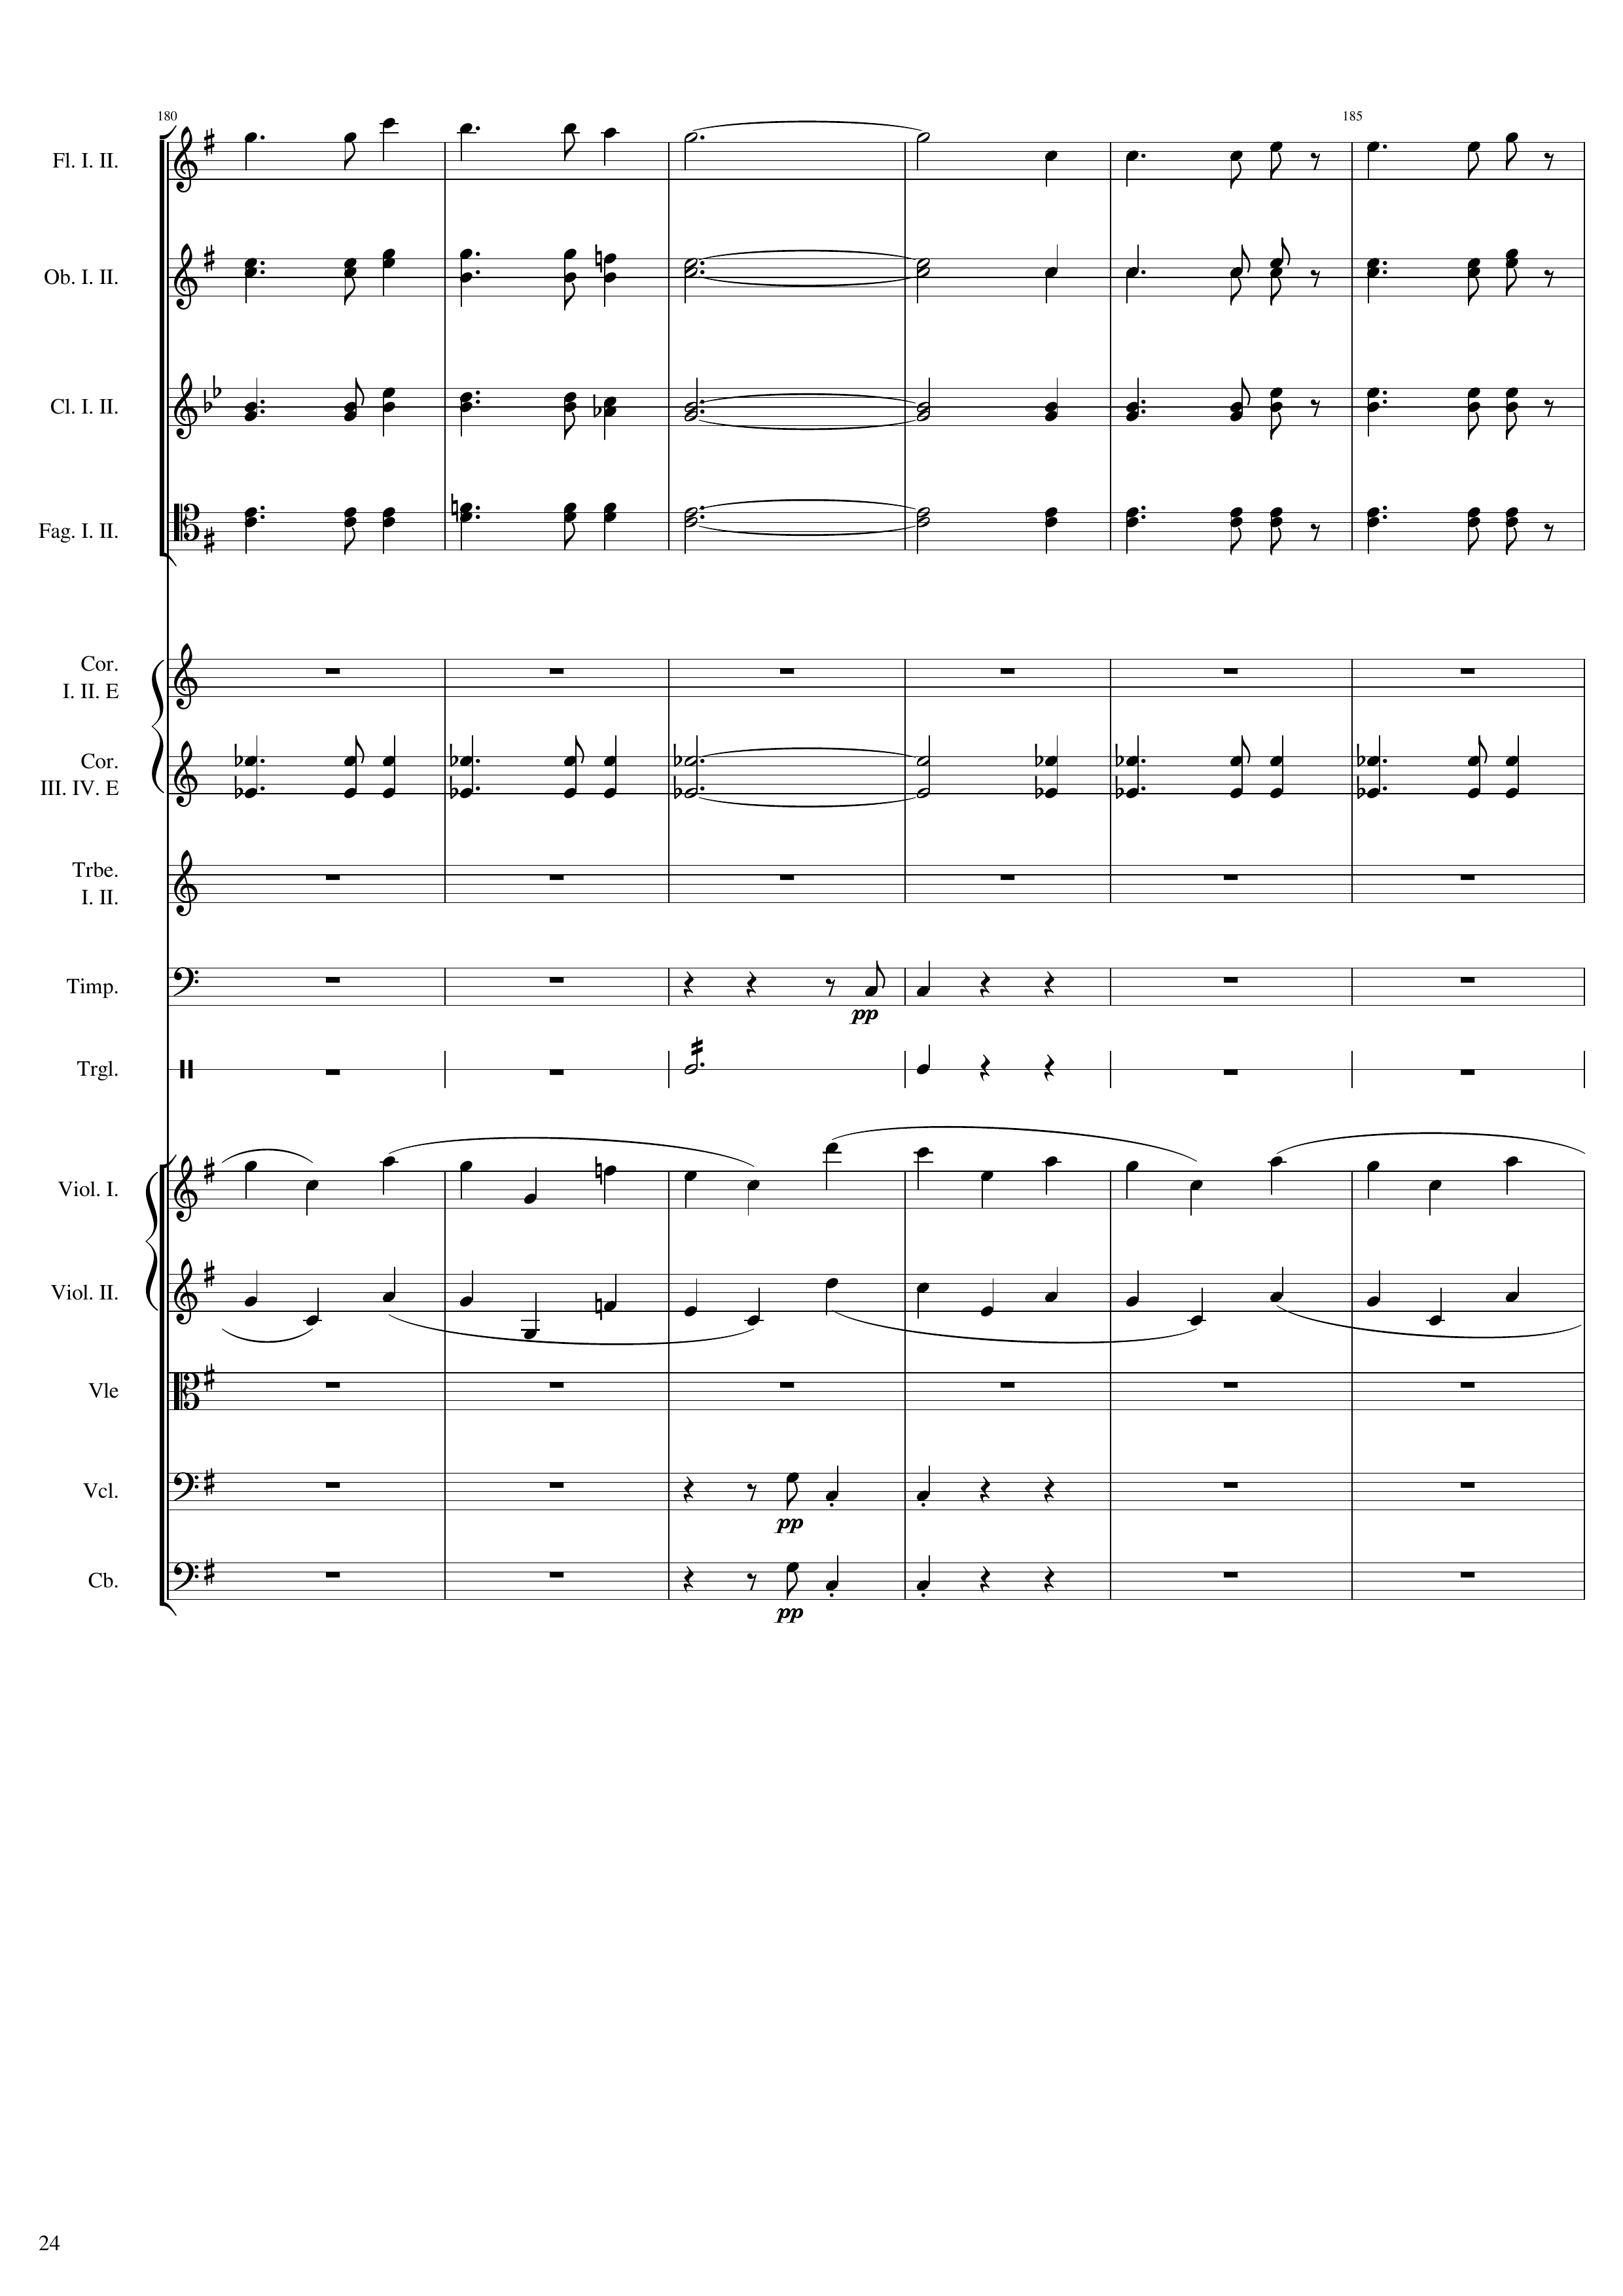 180
185
Fl. I. II.
Ob. I. II.
Cl. I. II.
Fag. I. II.
Cor.
I. II. E
Cor.
III. IV. E
Trbe.
I. II.
Timp.
pp
Trgl.
Viol. I.
Viol. II.
Vle
Vcl.
pp
Cb.
pp
24